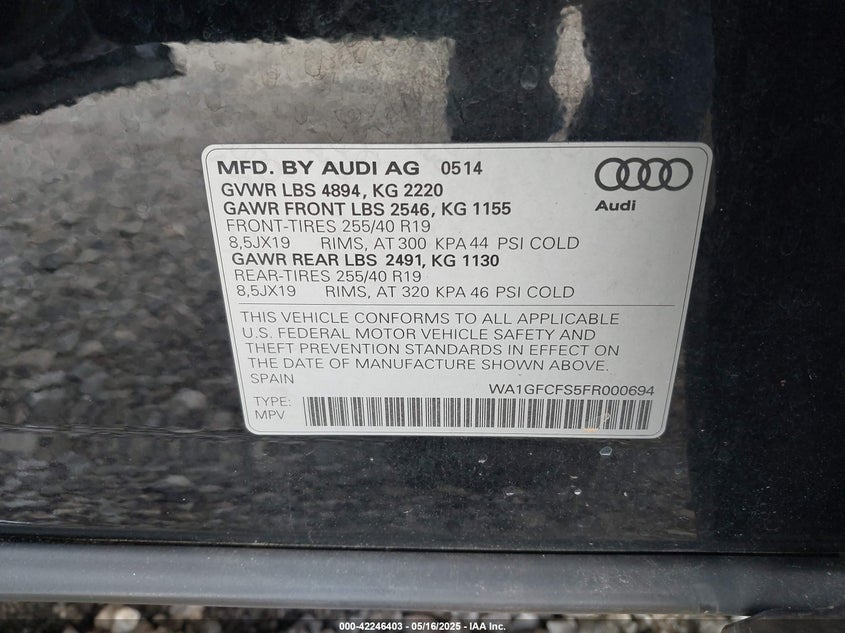 MFD. BY AUDI AG 0514
GVWR LBS 4894, KG 2220
GAWR FRONT LBS 2546, KG 1155
FRONT-TIRES 255/40 R19
8,5JX19 RIMS, AT 300 KPA 44 PSI COLD
GAWR REAR LBS 2491, KG 1130
REAR-TIRES 255/40 R19
8,5JX19 RIMS, AT 320 KPA 46 PSI COLD
Audi
THIS VEHICLE CONFORMS TO ALL APPLICABLE
U.S. FEDERAL MOTOR VEHICLE SAFETY AND
THEFT PREVENTION STANDARDS IN EFFECT ON
THE DATE OF MANUFACTURE SHOWN ABOVE.
SPAIN
WA1GFCFS5FR000694
TYPE:
MPV
000-42246403 - 05/16/2025 - IAA Inc.